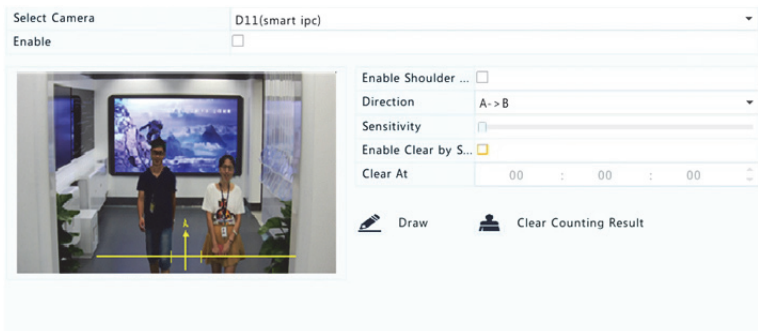 Select Camera D11(smart ipc)
Enable
Enable Shoulder ...
Direction A->B
Sensitivity
Enable Clear by S...
Clear At 00 : 00 : 00
Draw Clear Counting Result
A